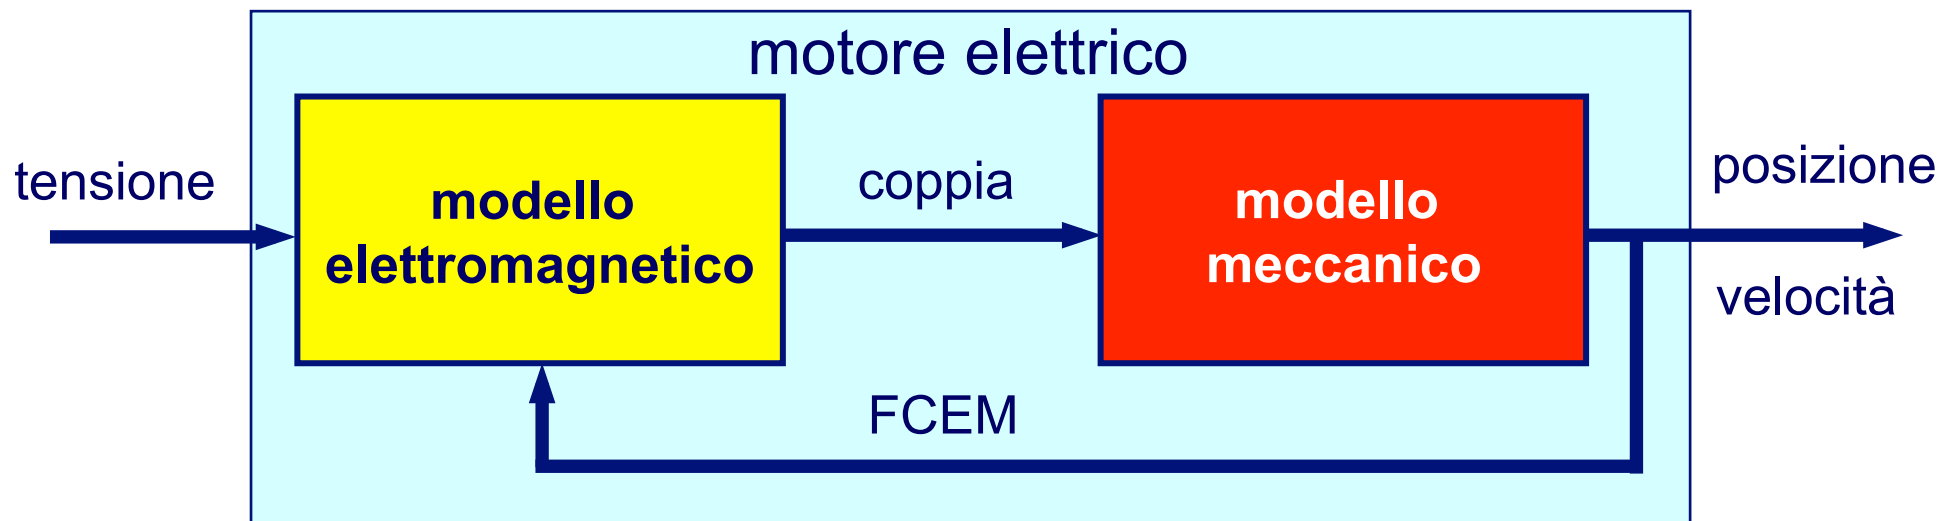 motore elettrico
tensione
modello
elettromagnetico
coppia
modello
meccanico
posizione
velocità
FCEM